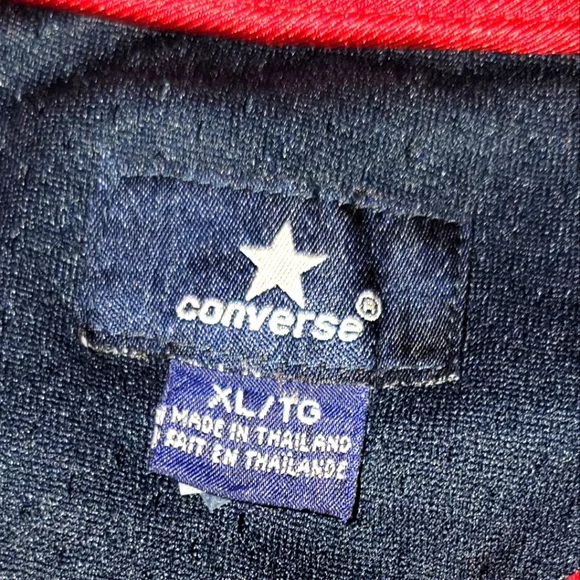 converse®
XL/TG
MADE IN THAILAND
FAIT EN THAÏLANDE